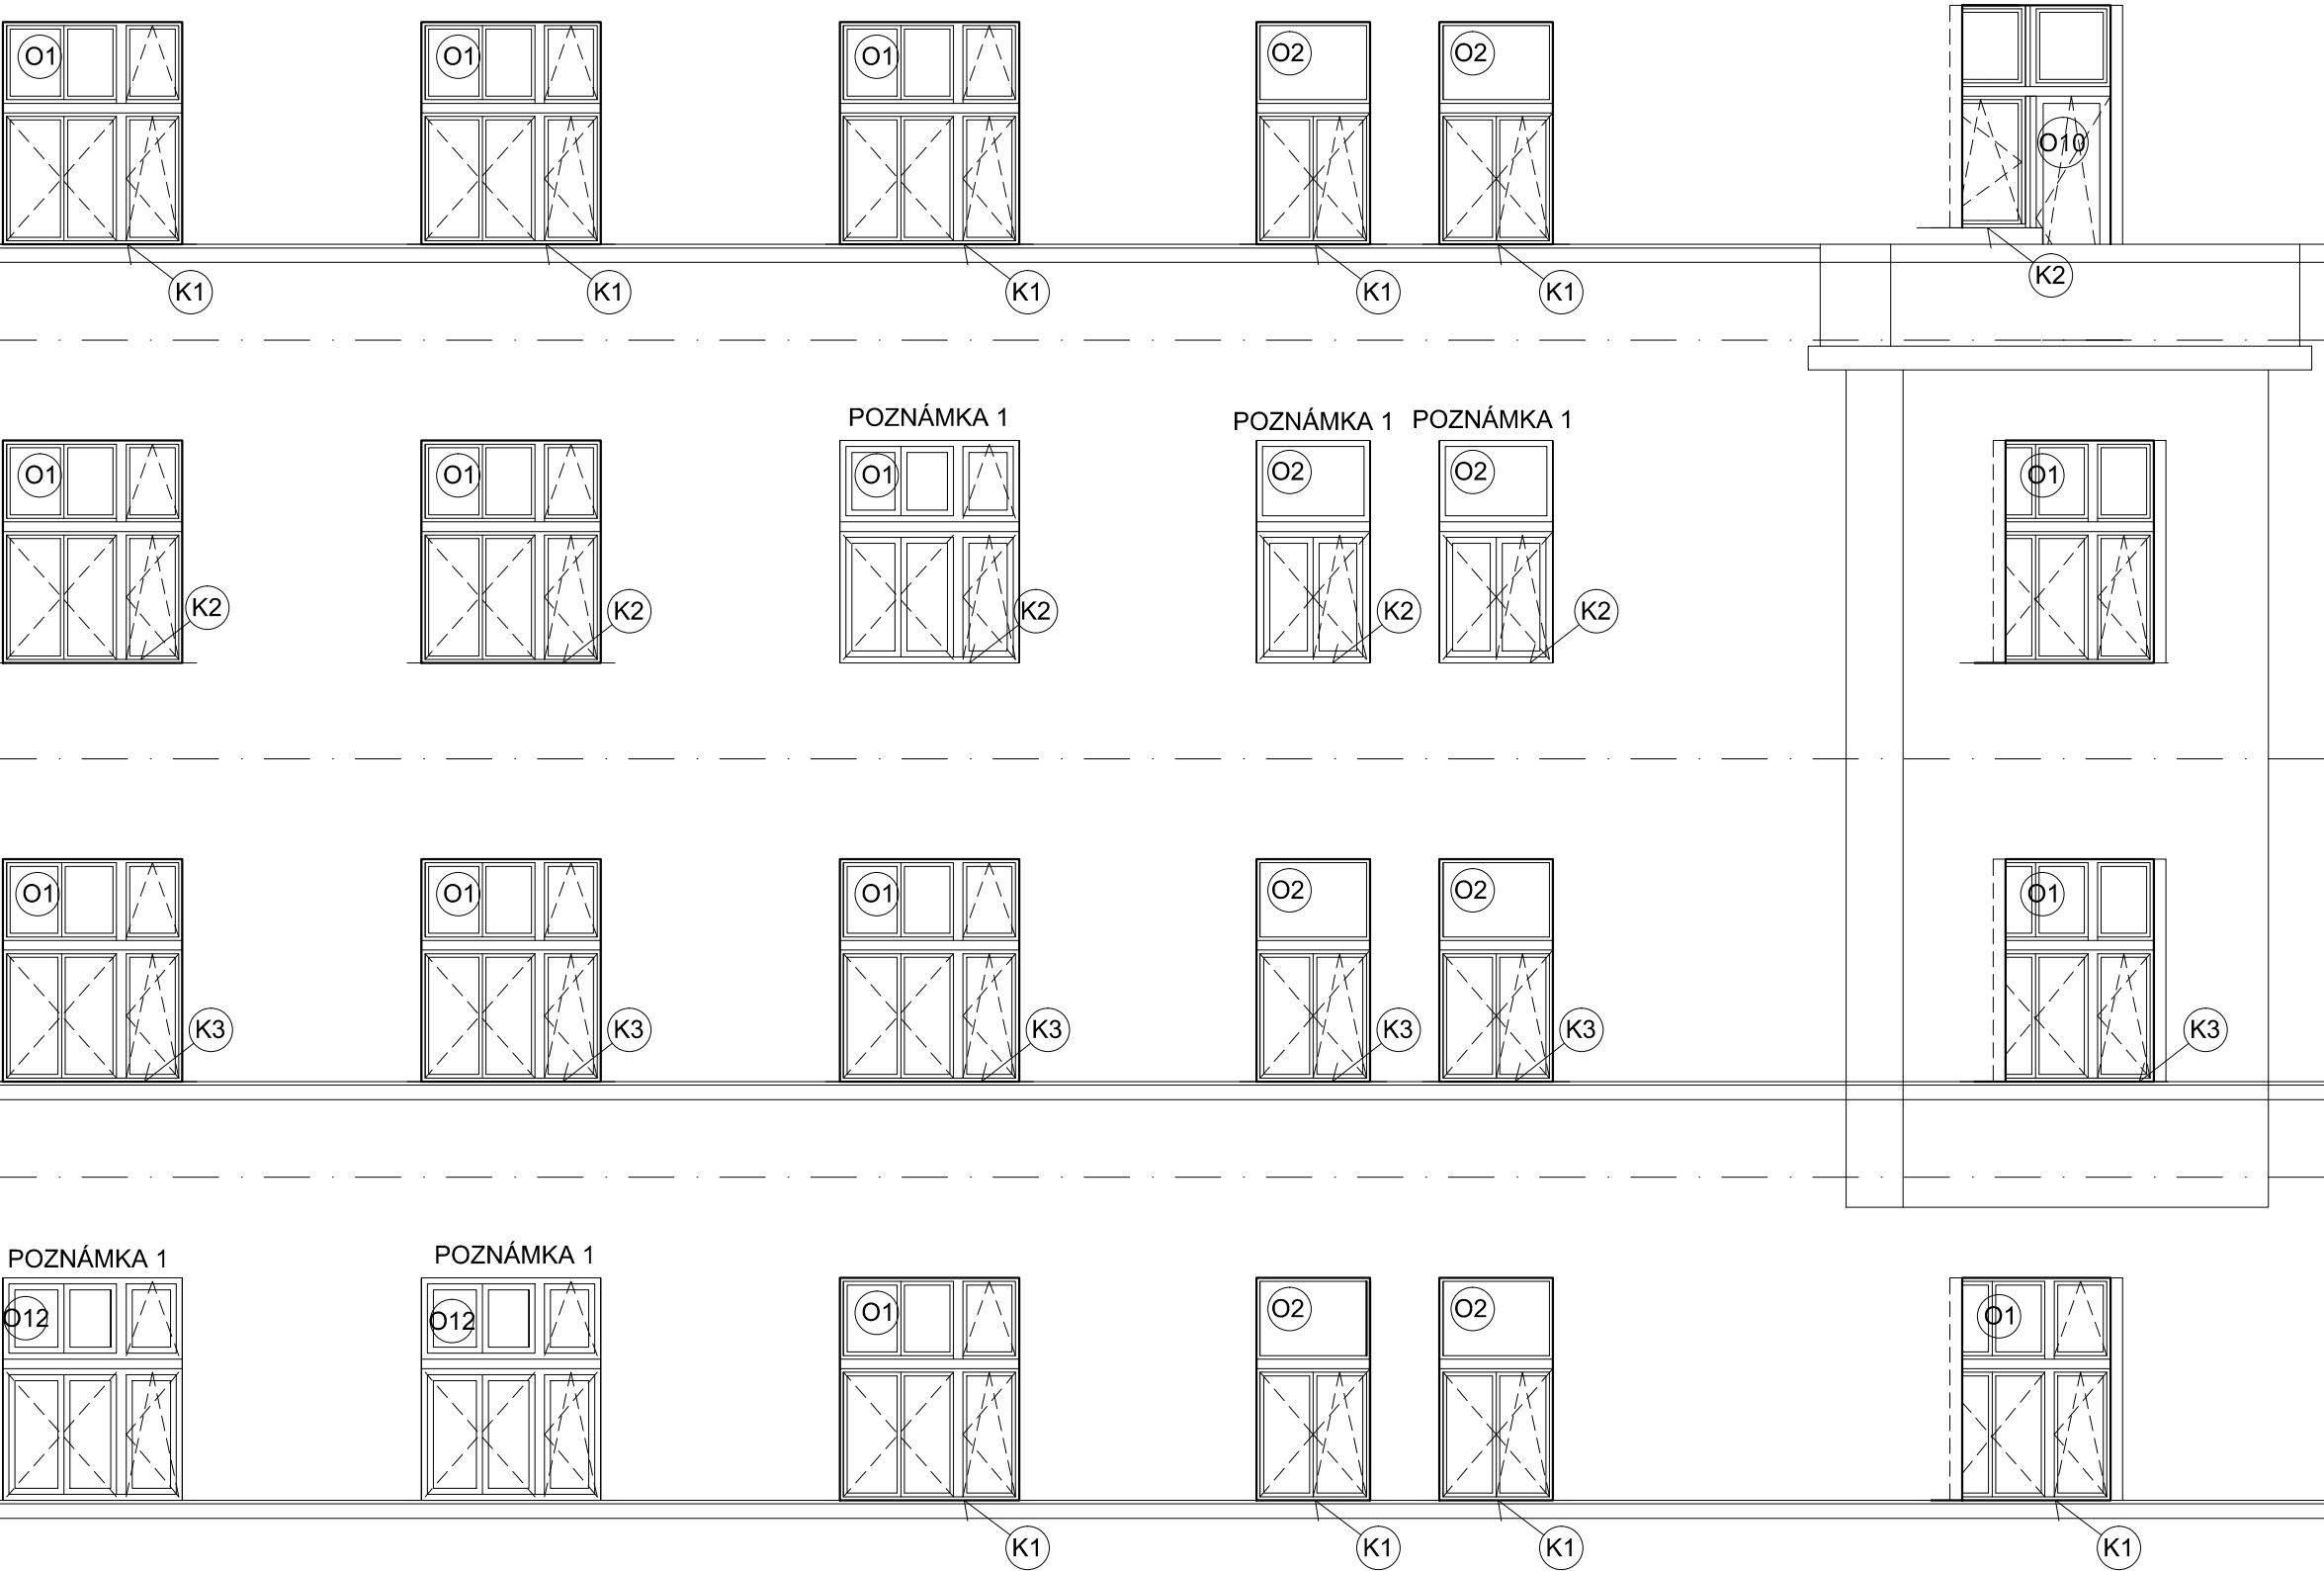 O1 O1 O1 O2 O2 O10
K1 K1 K1 K1 K1 K2
POZNÁMKA 1 POZNÁMKA 1 POZNÁMKA 1
O1 O1 O1 O2 O2 O1
K2 K2 K2 K2 K2
O1 O1 O1 O2 O2 O1
K3 K3 K3 K3 K3 K3
POZNÁMKA 1 POZNÁMKA 1
O12 O12 O1 O2 O2 O1
K1 K1 K1 K1